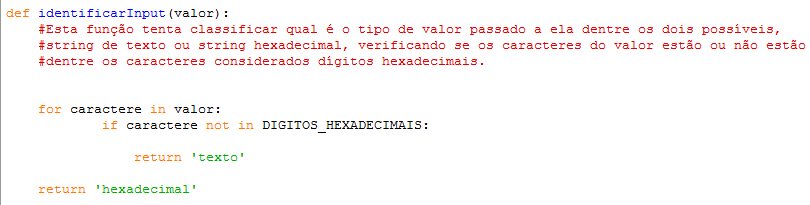 def identificarInput(valor):
#Esta função tenta classificar qual é o tipo de valor passado a ela dentre os dois possíveis,
#string de texto ou string hexadecimal, verificando se os caracteres do valor estão ou não estão
#dentre os caracteres considerados dígitos hexadecimais.
for caractere in valor:
if caractere not in DIGITOS_HEXADECIMAIS:
return 'texto'
return 'hexadecimal'